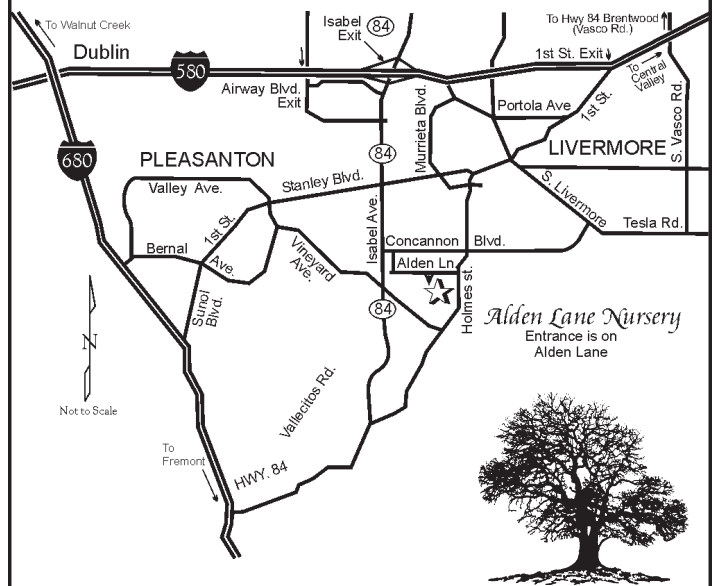 To Walnut Creek
Isabel
Exit
84
To Hwy 84 Brentwood
(Vasco Rd.)
Dublin
580
1st St. Exit
To
Central
Valley
Airway Blvd.
Exit
Murrieta Blvd.
Portola Ave
1st St.
S. Vasco Rd.
680
84
LIVERMORE
PLEASANTON
Valley Ave.
Stanley Blvd.
S. Livermore
Isabel Ave.
Tesla Rd.
1st St.
Bernal
Ave.
Vineyard
Ave.
Concannon Blvd.
Alden Ln
Holmes st.
Sunol
Blvd.
84
Alden Lane Nursery
Entrance is on
Alden Lane
N
Not to Scale
Vallecitos Rd.
To
Fremont
HWY. 84